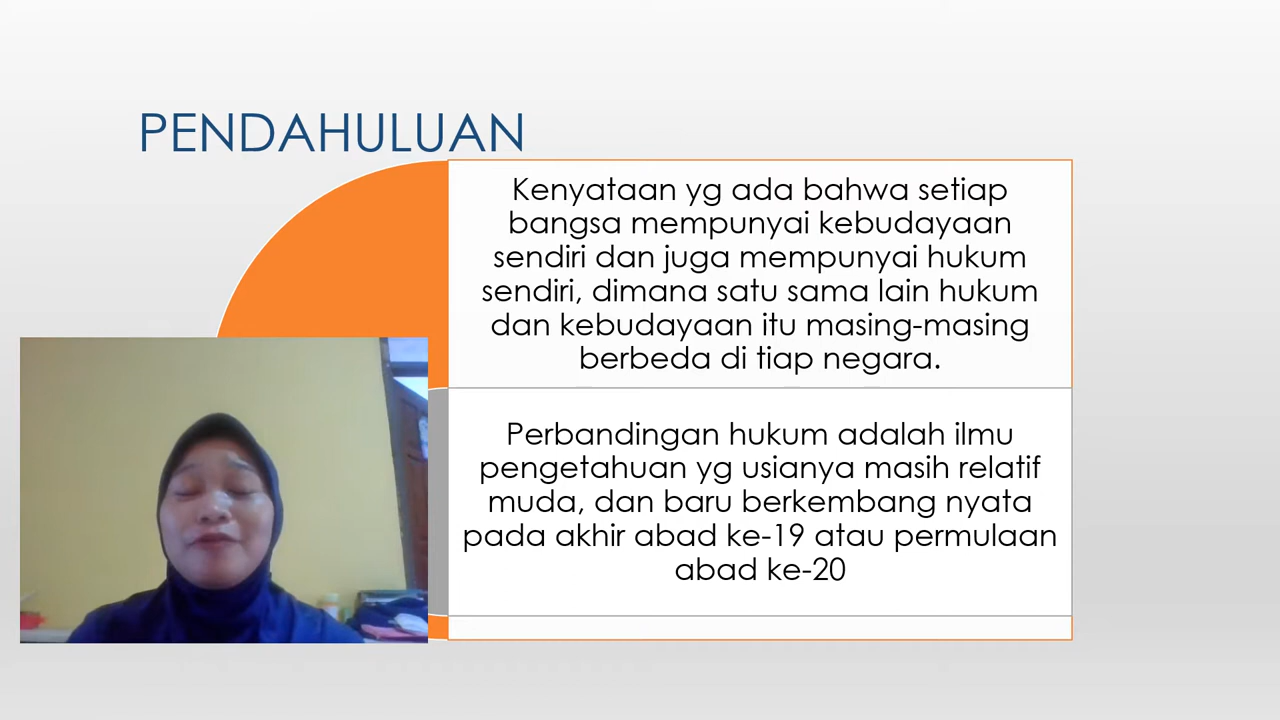 PENDAHULUAN
Kenyataan yg ada bahwa setiap
bangsa mempunyai kebudayaan
sendiri dan juga mempunyai hukum
sendiri, dimana satu sama lain hukum
dan kebudayaan itu masing-masing
berbeda di tiap negara.
Perbandingan hukum adalah ilmu
pengetahuan yg usianya masih relatif
muda, dan baru berkembang nyata
pada akhir abad ke-19 atau permulaan
abad ke-20